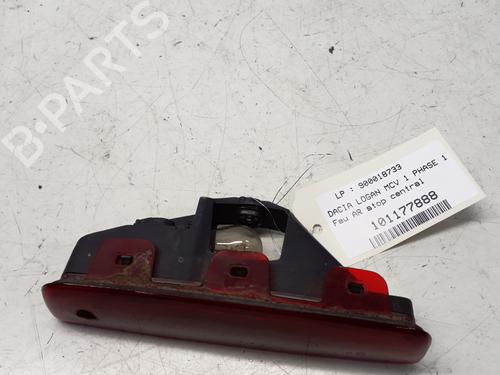 B-PARTS
LP : 900018733
DACIA LOGAN MCV 1 PHASE 1
Feu AR stop central
101177888